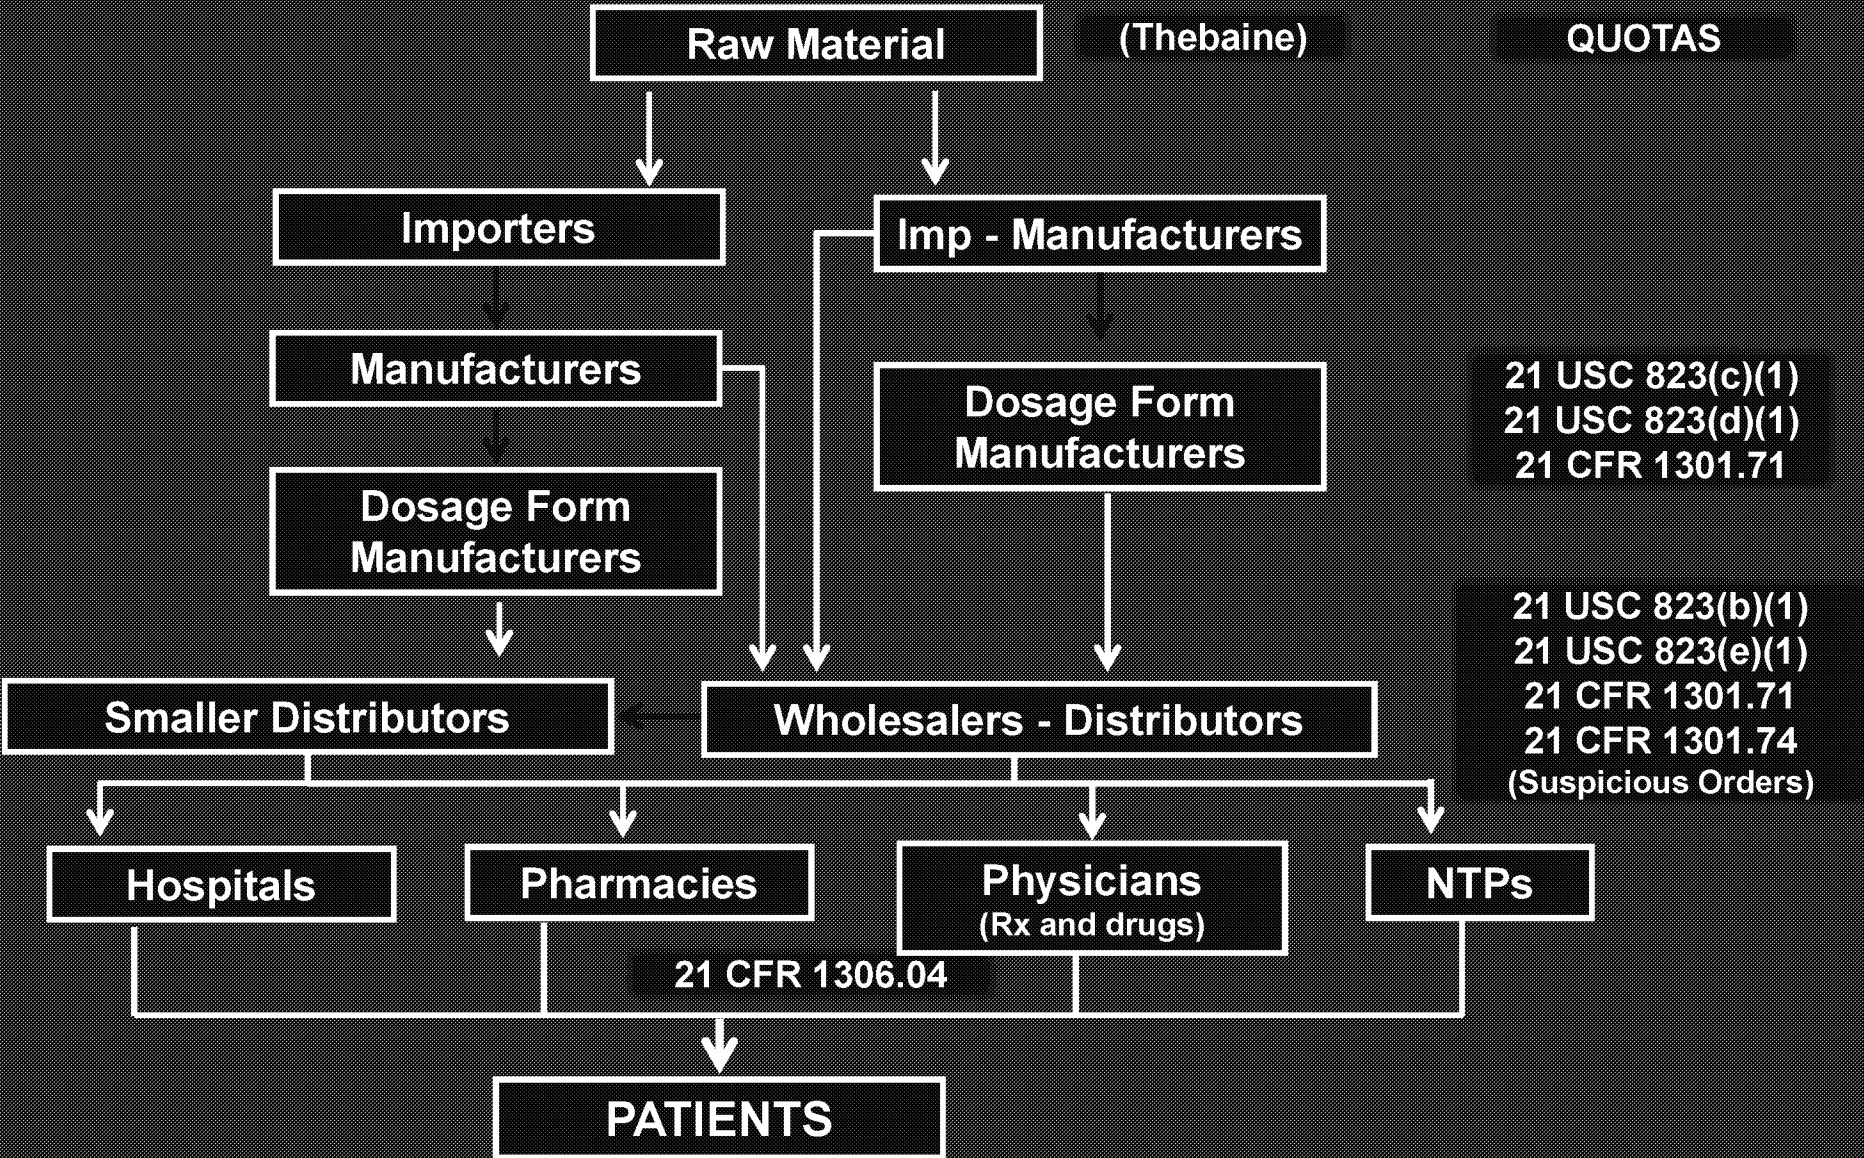 Raw Material
(Thebaine)
QUOTAS
Importers
Imp - Manufacturers
Manufacturers
Dosage Form
Manufacturers
21 USC 823(c)(1)
21 USC 823(d)(1)
21 CFR 1301.71
Dosage Form
Manufacturers
21 USC 823(b)(1)
21 USC 823(e)(1)
21 CFR 1301.71
21 CFR 1301.74
(Suspicious Orders)
Smaller Distributors
Wholesalers - Distributors
Hospitals
Pharmacies
Physicians
(Rx and drugs)
NTPs
21 CFR 1306.04
PATIENTS